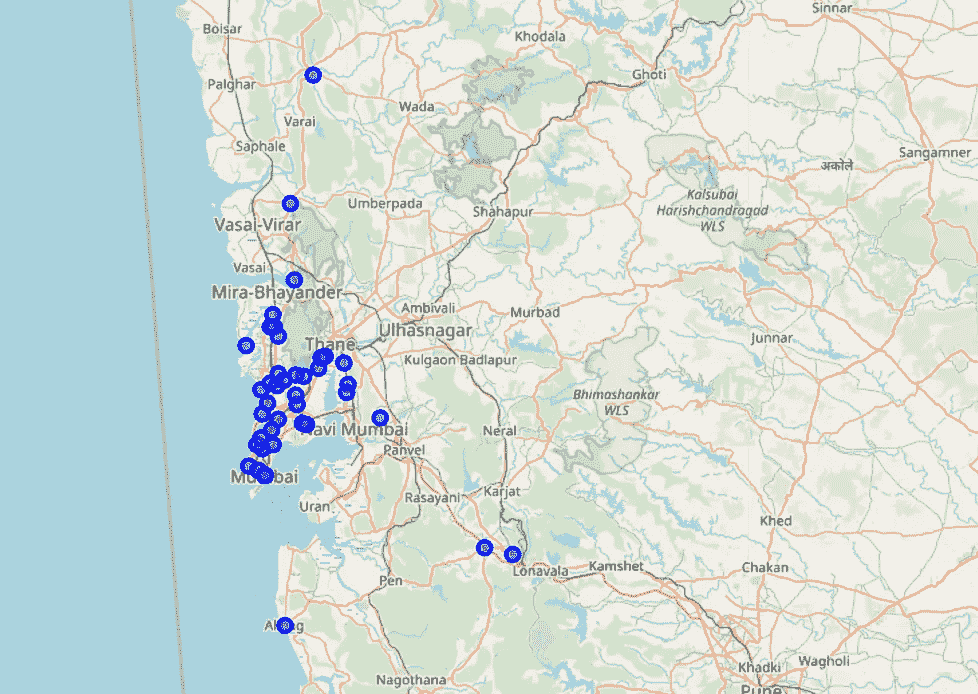 Sinnar
Boisar
Khodala
Ghoti
Palghar
Wada
Varai
Saphale
Sangamner
अकोले
Kalsubai
Harishchandragad
WLS
Umberpada
Shahapur
Vasai-Virar
Vasai
Mira-Bhayander
Ambivali
Murbad
Ulhasnagar
Thane
Junnar
Kulgaon Badlapur
Bhimashankar
WLS
Navi Mumbai
Neral
Panvel
Mumbai
Rasayani
Karjat
Uran
Khed
Kamshet
Chakan
Lonavala
Pen
Khadki
Wagholi
Nagothana
Pune